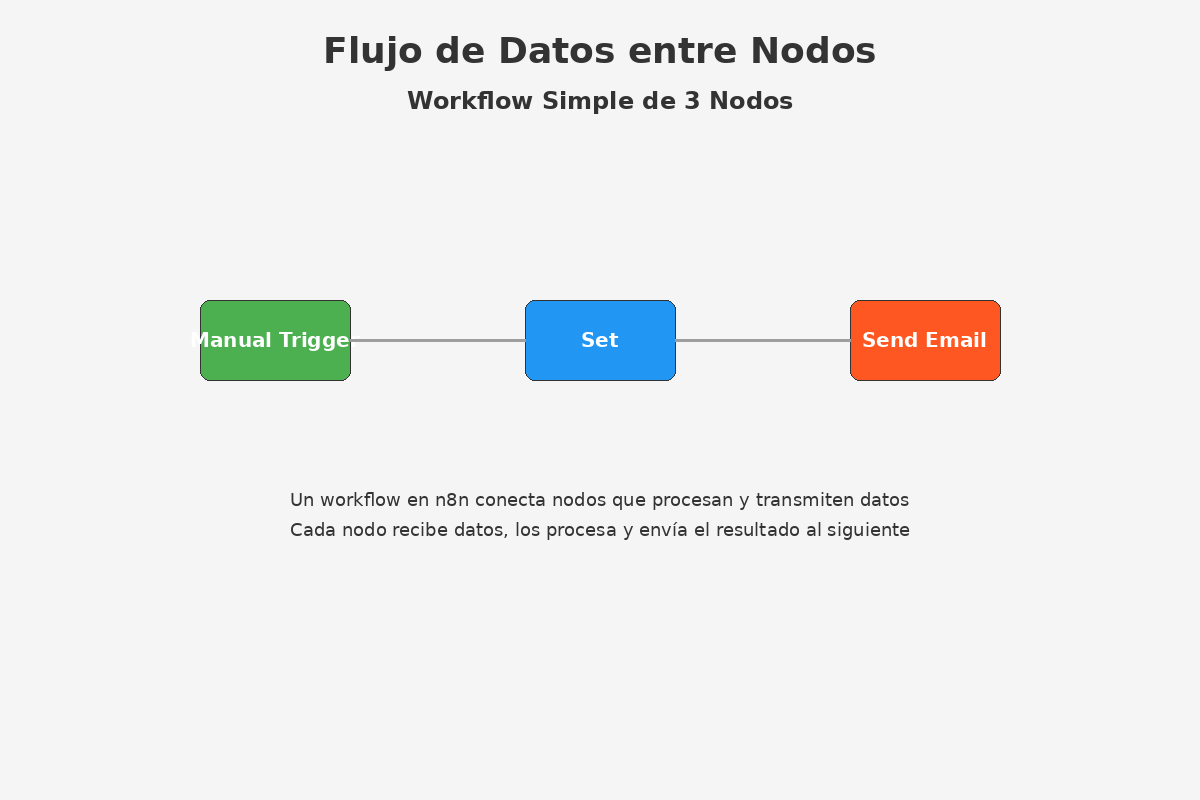 Flujo de Datos entre Nodos
Workflow Simple de 3 Nodos
Manual Trigge
Set
Send Email
Un workflow en n8n conecta nodos que procesan y transmiten datos
Cada nodo recibe datos, los procesa y envía el resultado al siguiente